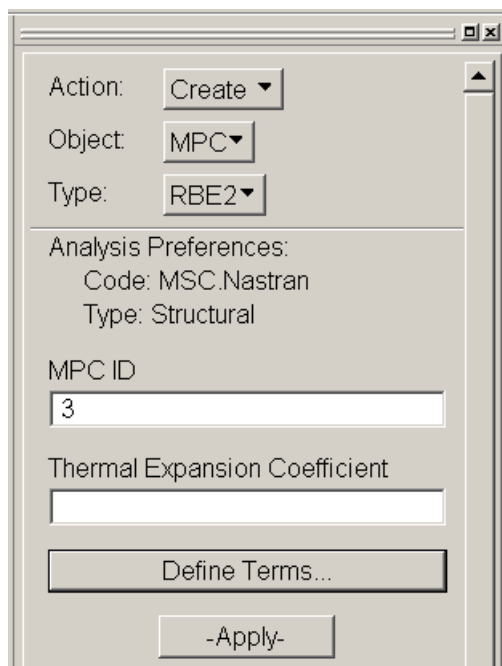 Action: Create
Object: MPC
Type: RBE2
Analysis Preferences:
Code: MSC.Nastran
Type: Structural
MPC ID
3
Thermal Expansion Coefficient
Define Terms...
-Apply-